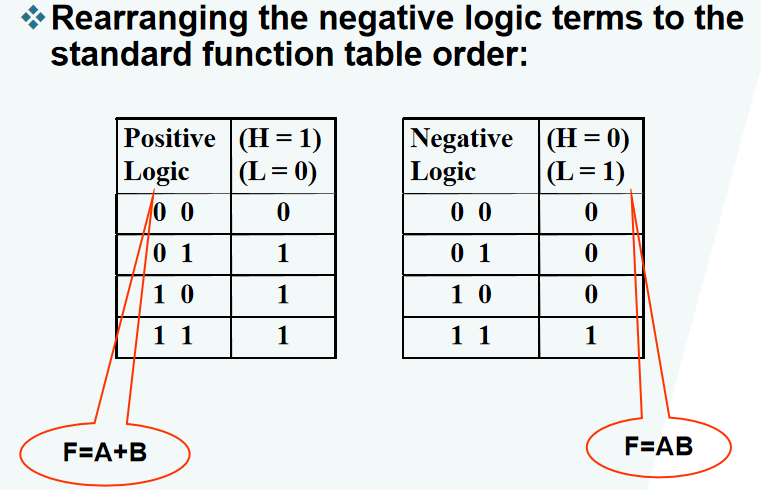 ❖ Rearranging the negative logic terms to the
standard function table order:
Positive Logic (H = 1) (L = 0)
0 0 0
0 1 1
1 0 1
1 1 1
Negative Logic (H = 0) (L = 1)
0 0 0
0 1 0
1 0 0
1 1 1
F=A+B
F=AB